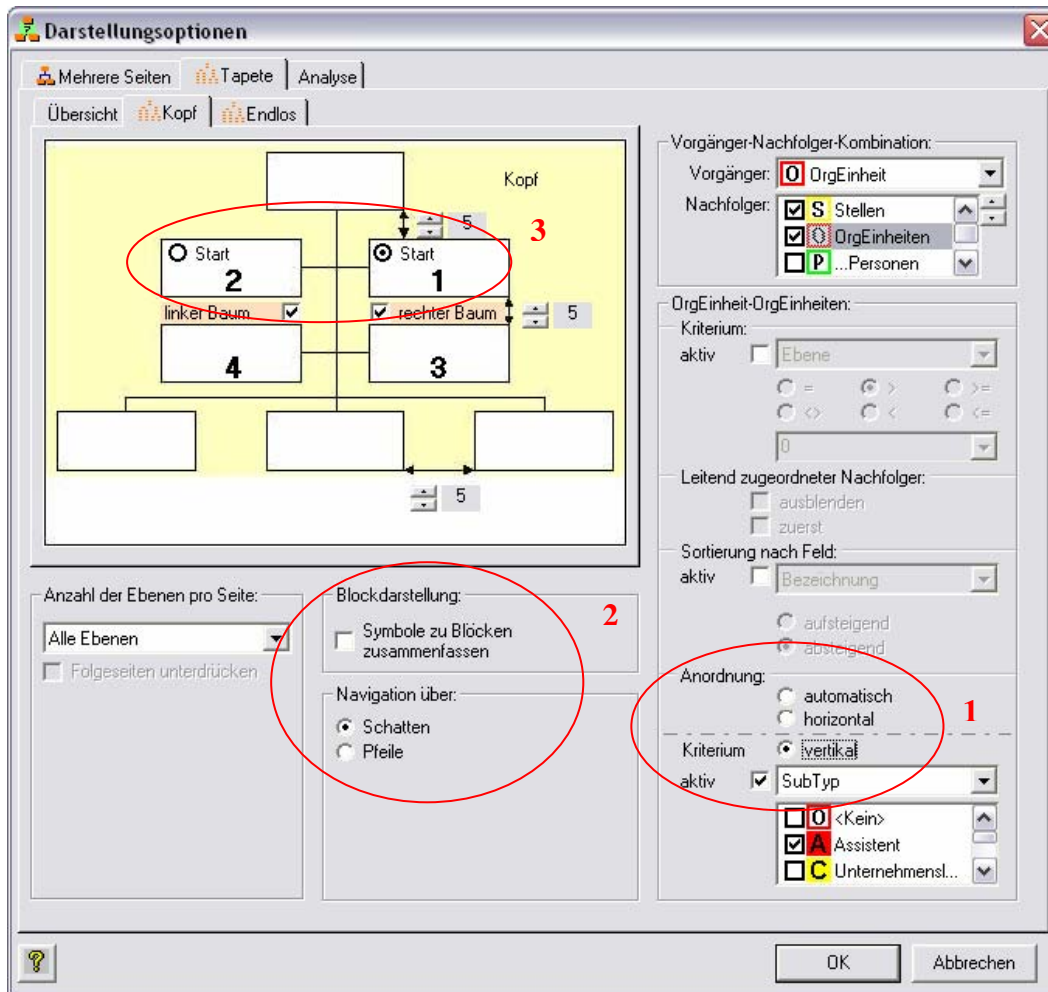 Darstellungsoptionen
Mehrere Seiten Tapete Analyse
Übersicht Kopf Endlos
Kopf
5
3
Start Start
2 1
linker Baum rechter Baum 5
4 3
5
Anzahl der Ebenen pro Seite:
Alle Ebenen
Folgeseiten unterdrücken
Blockdarstellung:
2
Symbole zu Blöcken
zusammenfassen
Navigation über:
Schatten
Pfeile
Vorgänger-Nachfolger-Kombination:
Vorgänger: O OrgEinheit
Nachfolger: S Stellen
O OrgEinheiten
P ...Personen
OrgEinheit-OrgEinheiten:
Kriterium:
aktiv Ebene
= > >=
<> < <=
0
Leitend zugeordneter Nachfolger:
ausblenden
zuerst
Sortierung nach Feld:
aktiv Bezeichnung
aufsteigend
absteigend
Anordnung:
automatisch
1
horizontal
Kriterium vertikal
aktiv SubTyp
O <Kein>
A Assistent
C Unternehmensl...
? OK Abbrechen